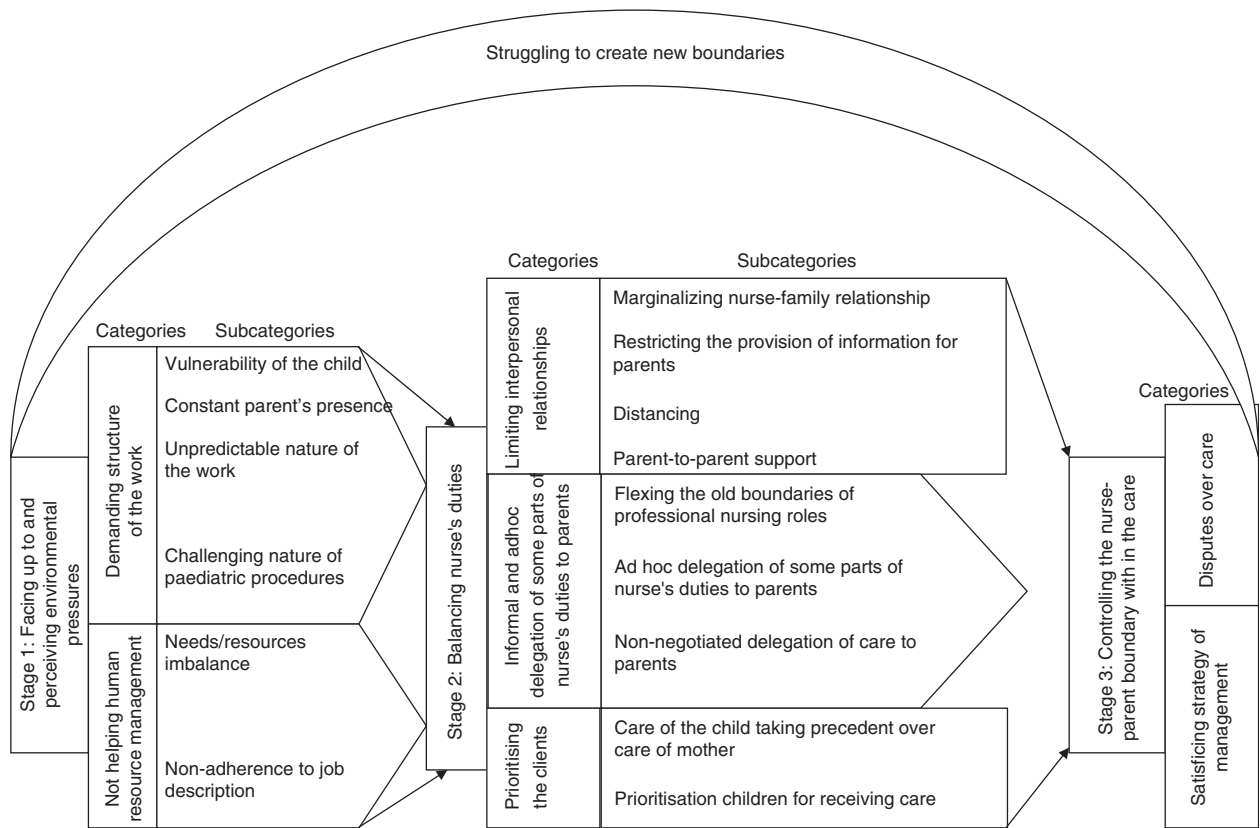 Struggling to create new boundaries
Categories
Subcategories
Stage 1: Facing up to and
perceiving environmental
pressures
Demanding structure
of the work
Vulnerability of the child
Constant parent's presence
Unpredictable nature of
the work
Challenging nature of
paediatric procedures
Not helping human
resource management
Needs/resources
imbalance
Non-adherence to job
description
Stage 2: Balancing nurse's duties
Categories
Subcategories
Limiting interpersonal
relationships
Marginalizing nurse-family relationship
Restricting the provision of information for
parents
Distancing
Parent-to-parent support
Informal and adhoc
delegation of some parts of
nurse's duties to parents
Flexing the old boundaries of
professional nursing roles
Ad hoc delegation of some parts of
nurse's duties to parents
Non-negotiated delegation of care to
parents
Prioritising
the clients
Care of the child taking precedent over
care of mother
Prioritisation children for receiving care
Stage 3: Controlling the nurse-
parent boundary with in the care
Categories
Disputes over care
Satisficing strategy of
management